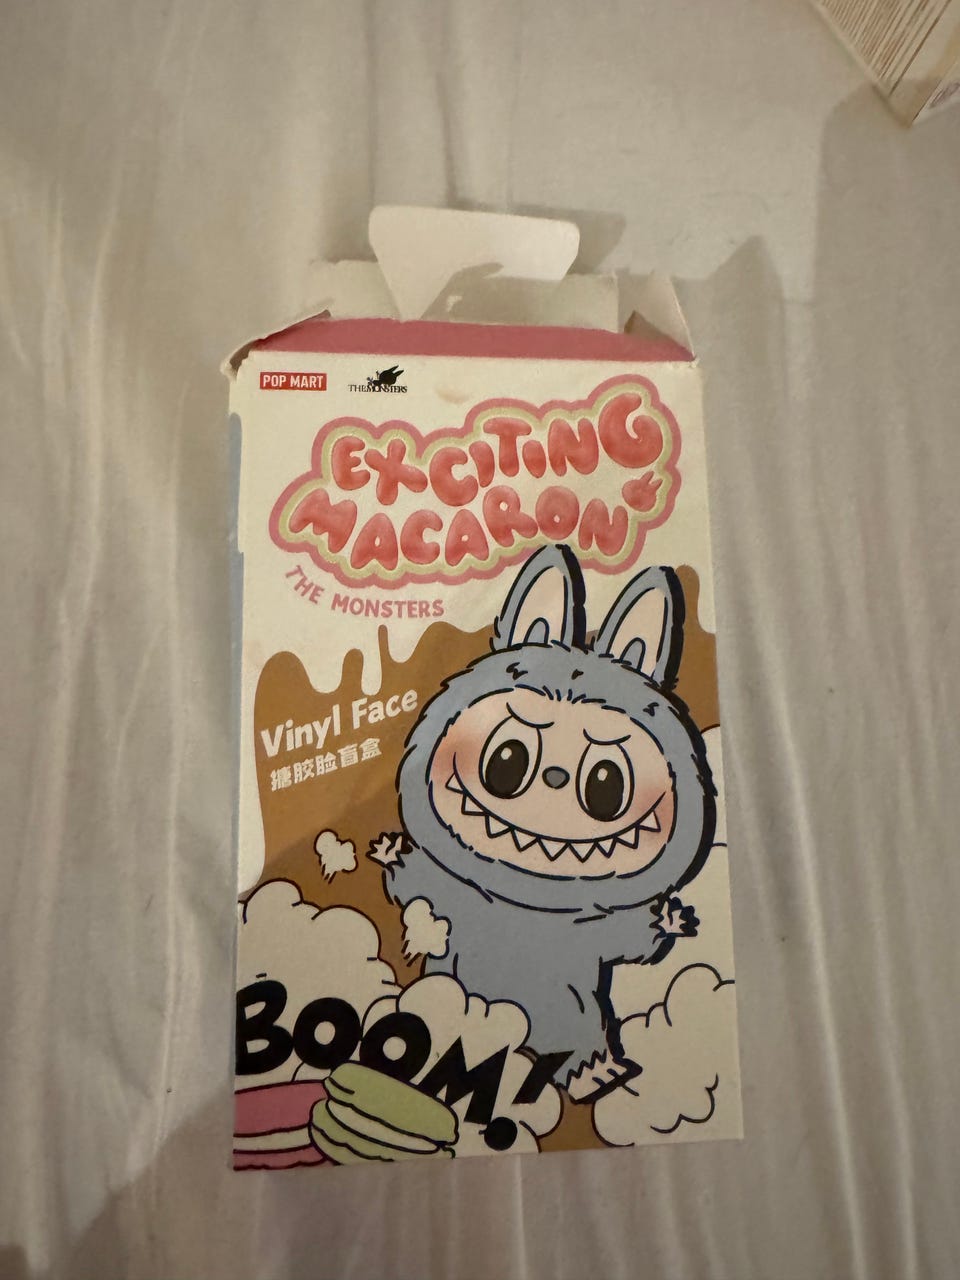 POP MART
THE MONSTERS
EXCITING
MACARON
THE MONSTERS
Vinyl Face
搪胶脸盲盒
BOOM!